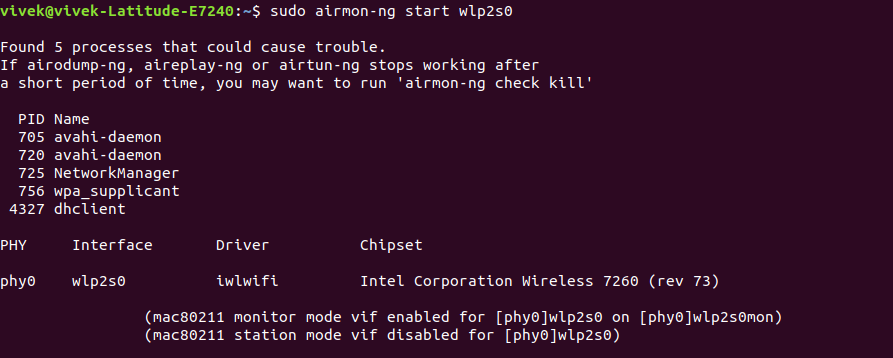 vivek@vivek-Latitude-E7240:~$ sudo airmon-ng start wlp2s0
Found 5 processes that could cause trouble.
If airodump-ng, aireplay-ng or airtun-ng stops working after
a short period of time, you may want to run 'airmon-ng check kill'
PID Name
705 avahi-daemon
720 avahi-daemon
725 NetworkManager
756 wpa_supplicant
4327 dhclient
PHY Interface Driver Chipset
phy0 wlp2s0 iwlwifi Intel Corporation Wireless 7260 (rev 73)
(mac80211 monitor mode vif enabled for [phy0]wlp2s0 on [phy0]wlp2s0mon)
(mac80211 station mode vif disabled for [phy0]wlp2s0)